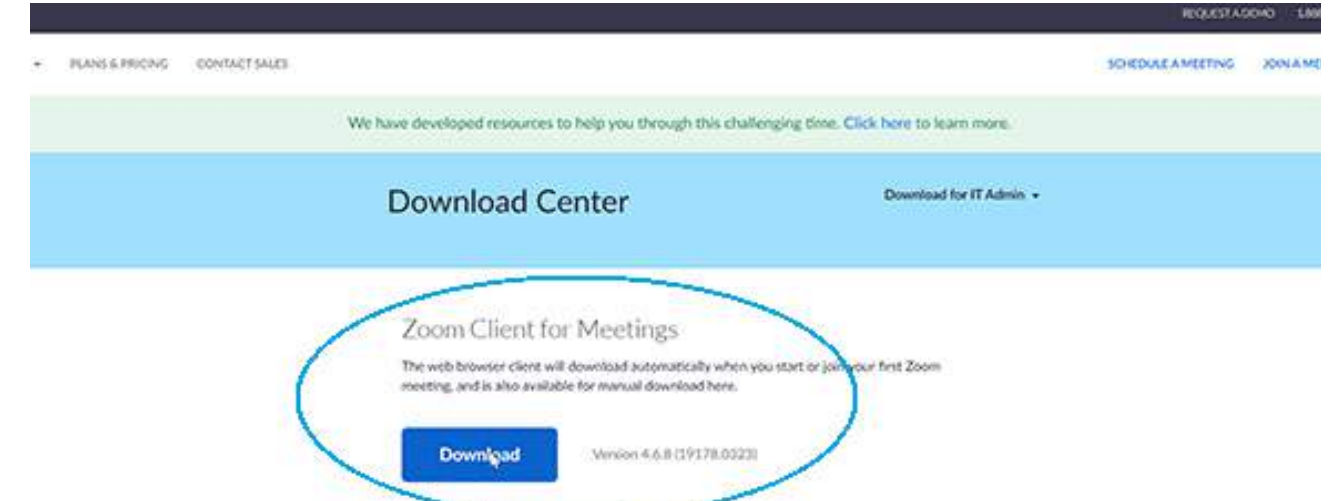 REQUEST A DEMO
PLANS & PRICING CONTACT SALES SCHEDULE A MEETING JOIN A ME
We have developed resources to help you through this challenging time. Click here to learn more.
Download Center Download for IT Admin
Zoom Client for Meetings
The web browser client will download automatically when you start or join your first Zoom
meeting, and is also available for manual download here.
Download Version 4.6.8 (19178.0323)